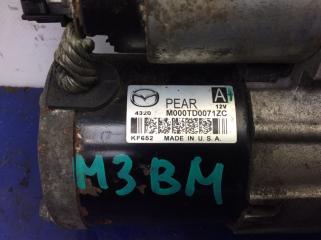 PEAR A
4320 M000TD0071ZC 12V
KF652 MADE IN U.S.A.
M3BM